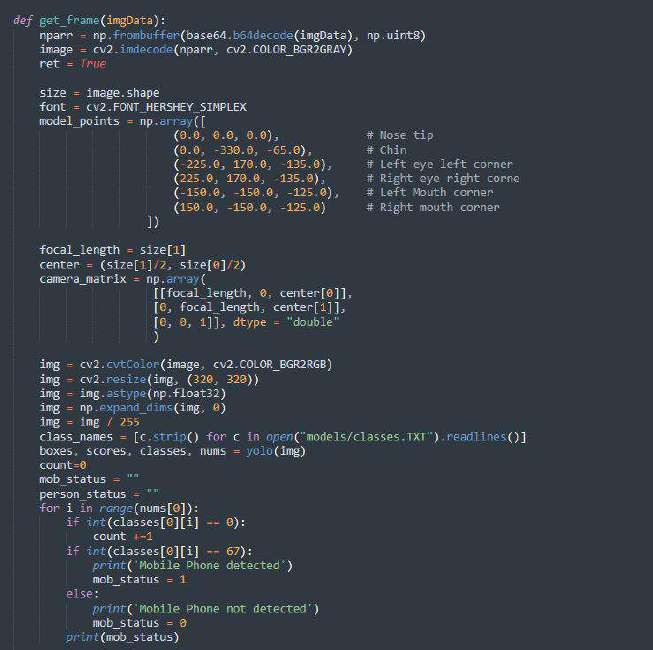 def get_frame(imgData):
    nparr = np.frombuffer(base64.b64decode(imgData), np.uint8)
    image = cv2.imdecode(nparr, cv2.COLOR_BGR2GRAY)
    ret = True

    size = image.shape
    font = cv2.FONT_HERSHEY_SIMPLEX
    model_points = np.array([
                        (0.0, 0.0, 0.0),             # Nose tip
                        (0.0, -330.0, -65.0),        # Chin
                        (-225.0, 170.0, -135.0),     # Left eye left corner
                        (225.0, 170.0, -135.0),      # Right eye right corne
                        (-150.0, -150.0, -125.0),    # Left Mouth corner
                        (150.0, -150.0, -125.0)      # Right mouth corner
                    ])

    focal_length = size[1]
    center = (size[1]/2, size[0]/2)
    camera_matrix = np.array(
                     [[focal_length, 0, center[0]],
                     [0, focal_length, center[1]],
                     [0, 0, 1]], dtype = "double"
                     )

    img = cv2.cvtColor(image, cv2.COLOR_BGR2RGB)
    img = cv2.resize(img, (320, 320))
    img = img.astype(np.float32)
    img = np.expand_dims(img, 0)
    img = img / 255
    class_names = [c.strip() for c in open("models/classes.TXT").readlines()]
    boxes, scores, classes, nums = yolo(img)
    count=0
    mob_status = ""
    person_status = ""
    for i in range(nums[0]):
        if int(classes[0][i] == 0):
            count +=1
        if int(classes[0][i] == 67):
            print('Mobile Phone detected')
            mob_status = 1
        else:
            print('Mobile Phone not detected')
            mob_status = 0
        print(mob_status)